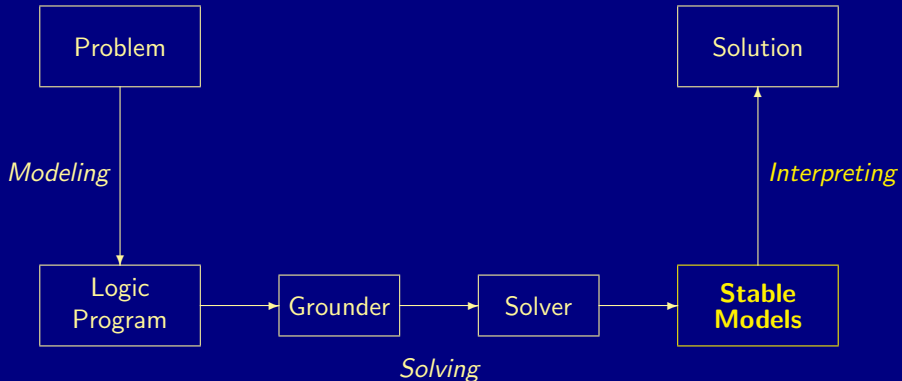 Problem
Solution
Modeling
Interpreting
Logic
Program
Grounder
Solver
Stable
Models
Solving